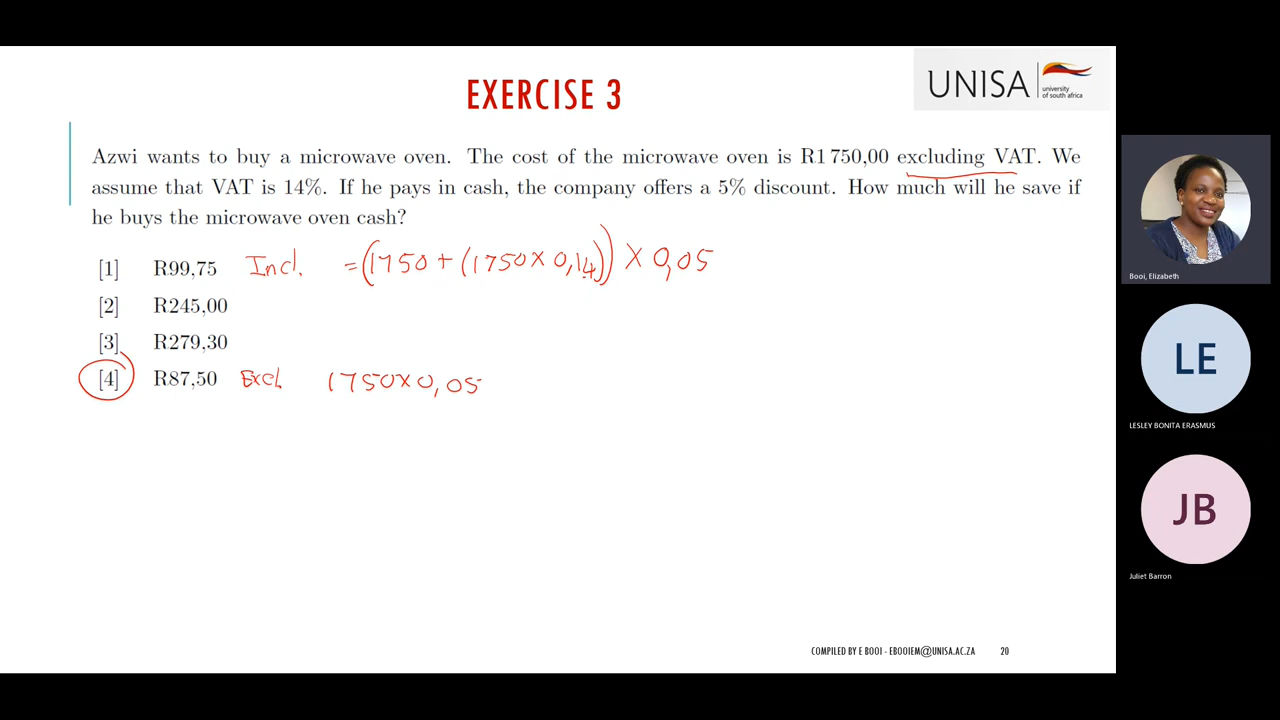 EXERCISE 3
UNISA
university
of south africa
Azwi wants to buy a microwave oven. The cost of the microwave oven is R1 750,00 excluding VAT. We
assume that VAT is 14%. If he pays in cash, the company offers a 5% discount. How much will he save if
he buys the microwave oven cash?
[1] R99,75 Incl. =(1750+(1750×0,14))×0,05
[2] R245,00
[3] R279,30
[4] R87,50 Excl. 1750×0,05
COMPILED BY E BOOI - EBOOIEM@UNISA.AC.ZA 20
Booi, Elizabeth
LE
LESLEY BONITA ERASMUS
JB
Juliet Barron